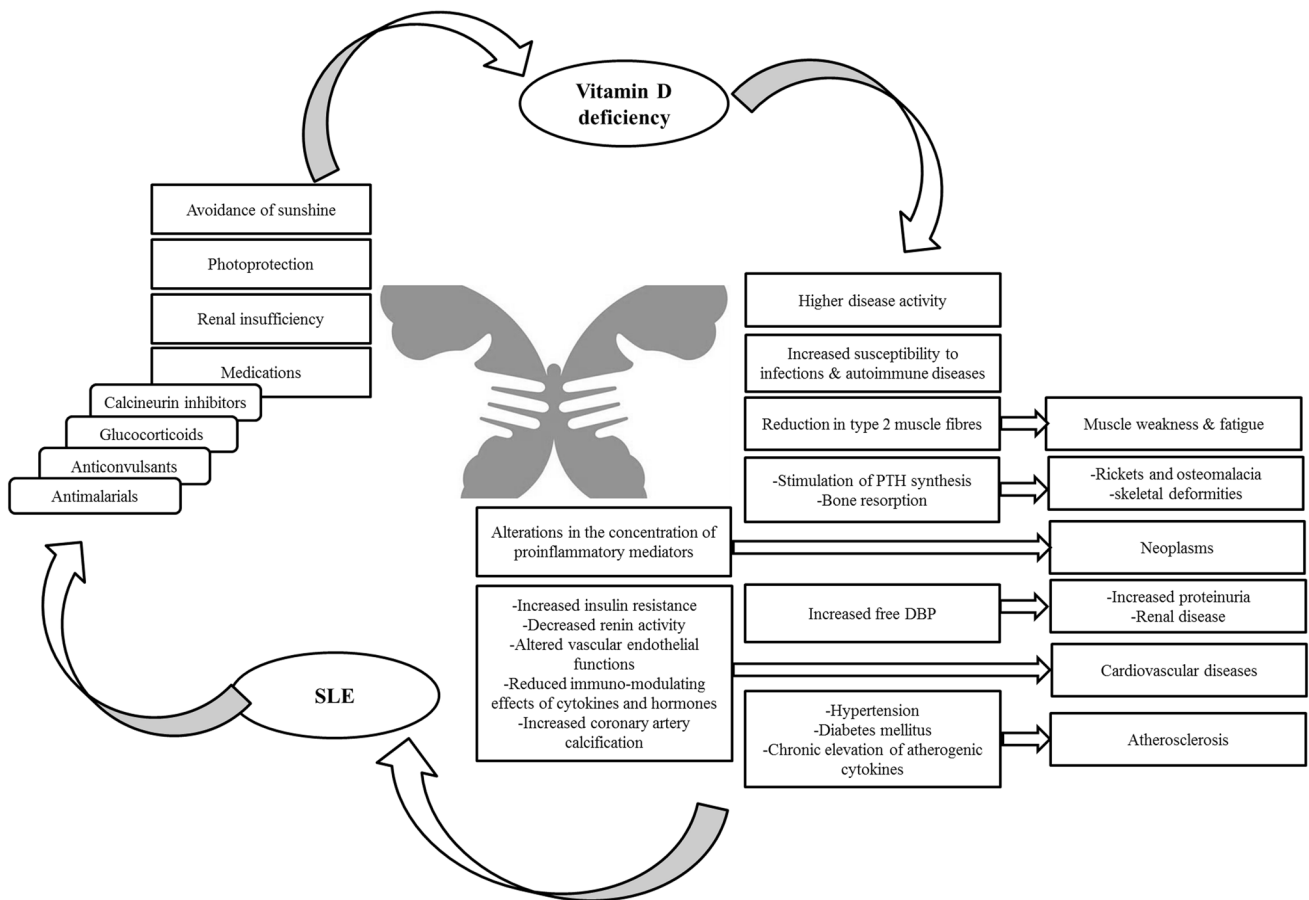 Vitamin D
deficiency
Avoidance of sunshine
Photoprotection
Renal insufficiency
Medications
Calcineurin inhibitors
Glucocorticoids
Anticonvulsants
Antimalarials
SLE
Higher disease activity
Increased susceptibility to
infections & autoimmune diseases
Reduction in type 2 muscle fibres
Muscle weakness & fatigue
-Stimulation of PTH synthesis
-Bone resorption
-Rickets and osteomalacia
-skeletal deformities
Alterations in the concentration of
proinflammatory mediators
Neoplasms
-Increased insulin resistance
-Decreased renin activity
-Altered vascular endothelial
functions
-Reduced immuno-modulating
effects of cytokines and hormones
-Increased coronary artery
calcification
Increased free DBP
-Increased proteinuria
-Renal disease
Cardiovascular diseases
-Hypertension
-Diabetes mellitus
-Chronic elevation of atherogenic
cytokines
Atherosclerosis